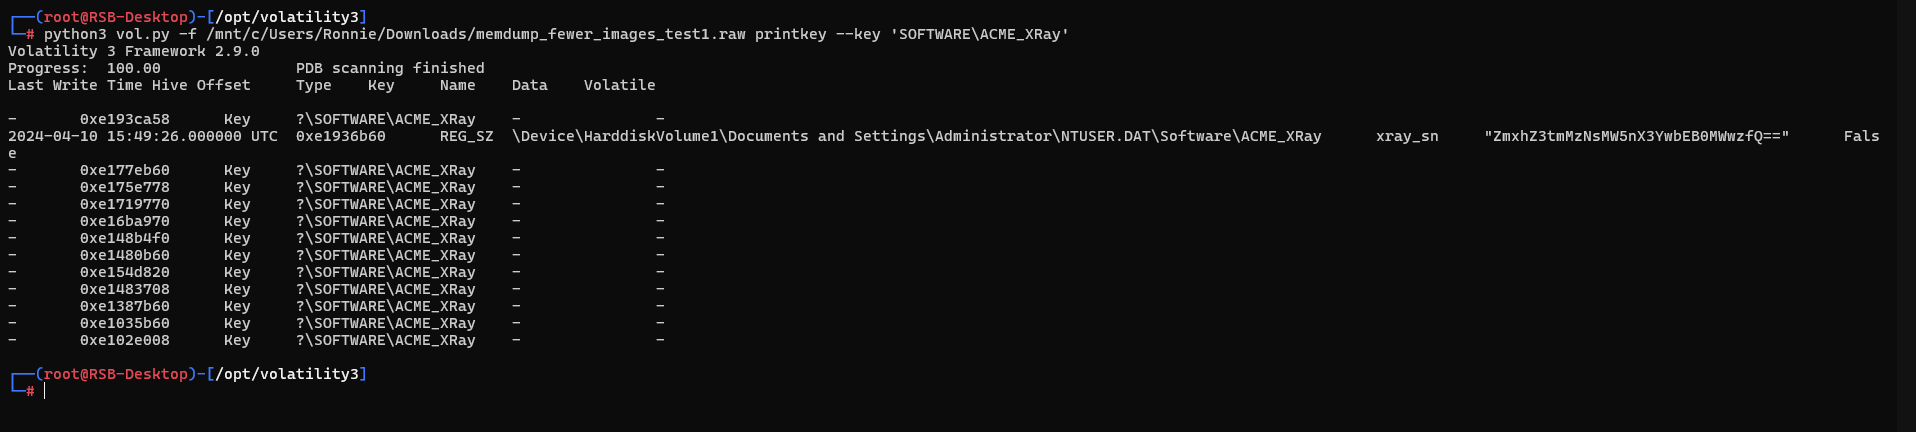 ┌──(root@RSB-Desktop)-[/opt/volatility3]
└─# python3 vol.py -f /mnt/c/Users/Ronnie/Downloads/memdump_fewer_images_test1.raw printkey --key 'SOFTWARE\ACME_XRay'
Volatility 3 Framework 2.9.0
Progress:  100.00               PDB scanning finished
Last Write Time Hive Offset     Type    Key     Name    Data    Volatile

-       0xe193ca58      Key     ?\SOFTWARE\ACME_XRay    -               -
2024-04-10 15:49:26.000000 UTC  0xe1936b60      REG_SZ  \Device\HarddiskVolume1\Documents and Settings\Administrator\NTUSER.DAT\Software\ACME_XRay      xray_sn     "ZmxhZ3tmMzNsMW5nX3YwbEB0MWwzfQ=="      Fals
e
-       0xe177eb60      Key     ?\SOFTWARE\ACME_XRay    -               -
-       0xe175e778      Key     ?\SOFTWARE\ACME_XRay    -               -
-       0xe1719770      Key     ?\SOFTWARE\ACME_XRay    -               -
-       0xe16ba970      Key     ?\SOFTWARE\ACME_XRay    -               -
-       0xe148b4f0      Key     ?\SOFTWARE\ACME_XRay    -               -
-       0xe1480b60      Key     ?\SOFTWARE\ACME_XRay    -               -
-       0xe154d820      Key     ?\SOFTWARE\ACME_XRay    -               -
-       0xe1483708      Key     ?\SOFTWARE\ACME_XRay    -               -
-       0xe1387b60      Key     ?\SOFTWARE\ACME_XRay    -               -
-       0xe1035b60      Key     ?\SOFTWARE\ACME_XRay    -               -
-       0xe102e008      Key     ?\SOFTWARE\ACME_XRay    -               -

┌──(root@RSB-Desktop)-[/opt/volatility3]
└─#